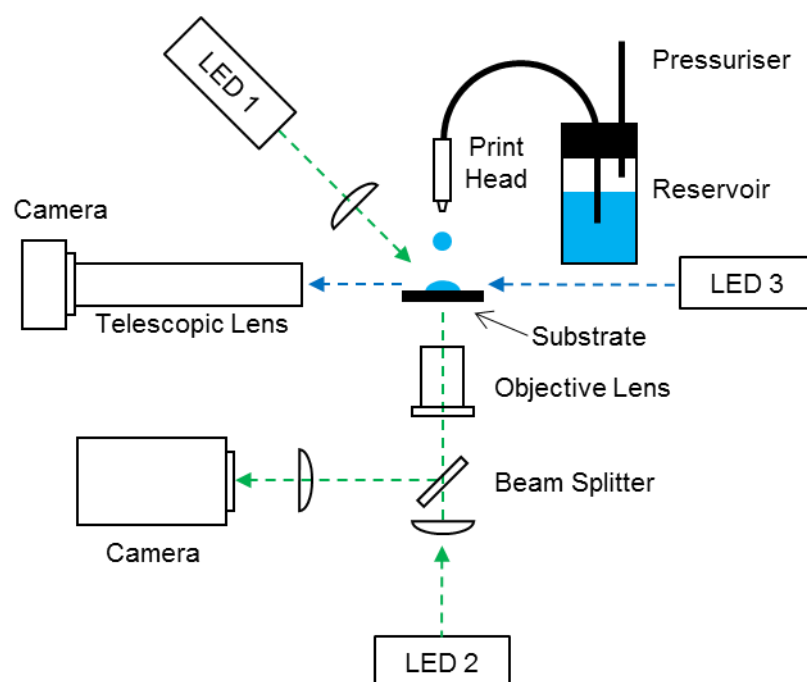 LED 1
Pressuriser
Print
Head
Reservoir
Camera
LED 3
Telescopic Lens
Substrate
Objective Lens
Beam Splitter
Camera
LED 2